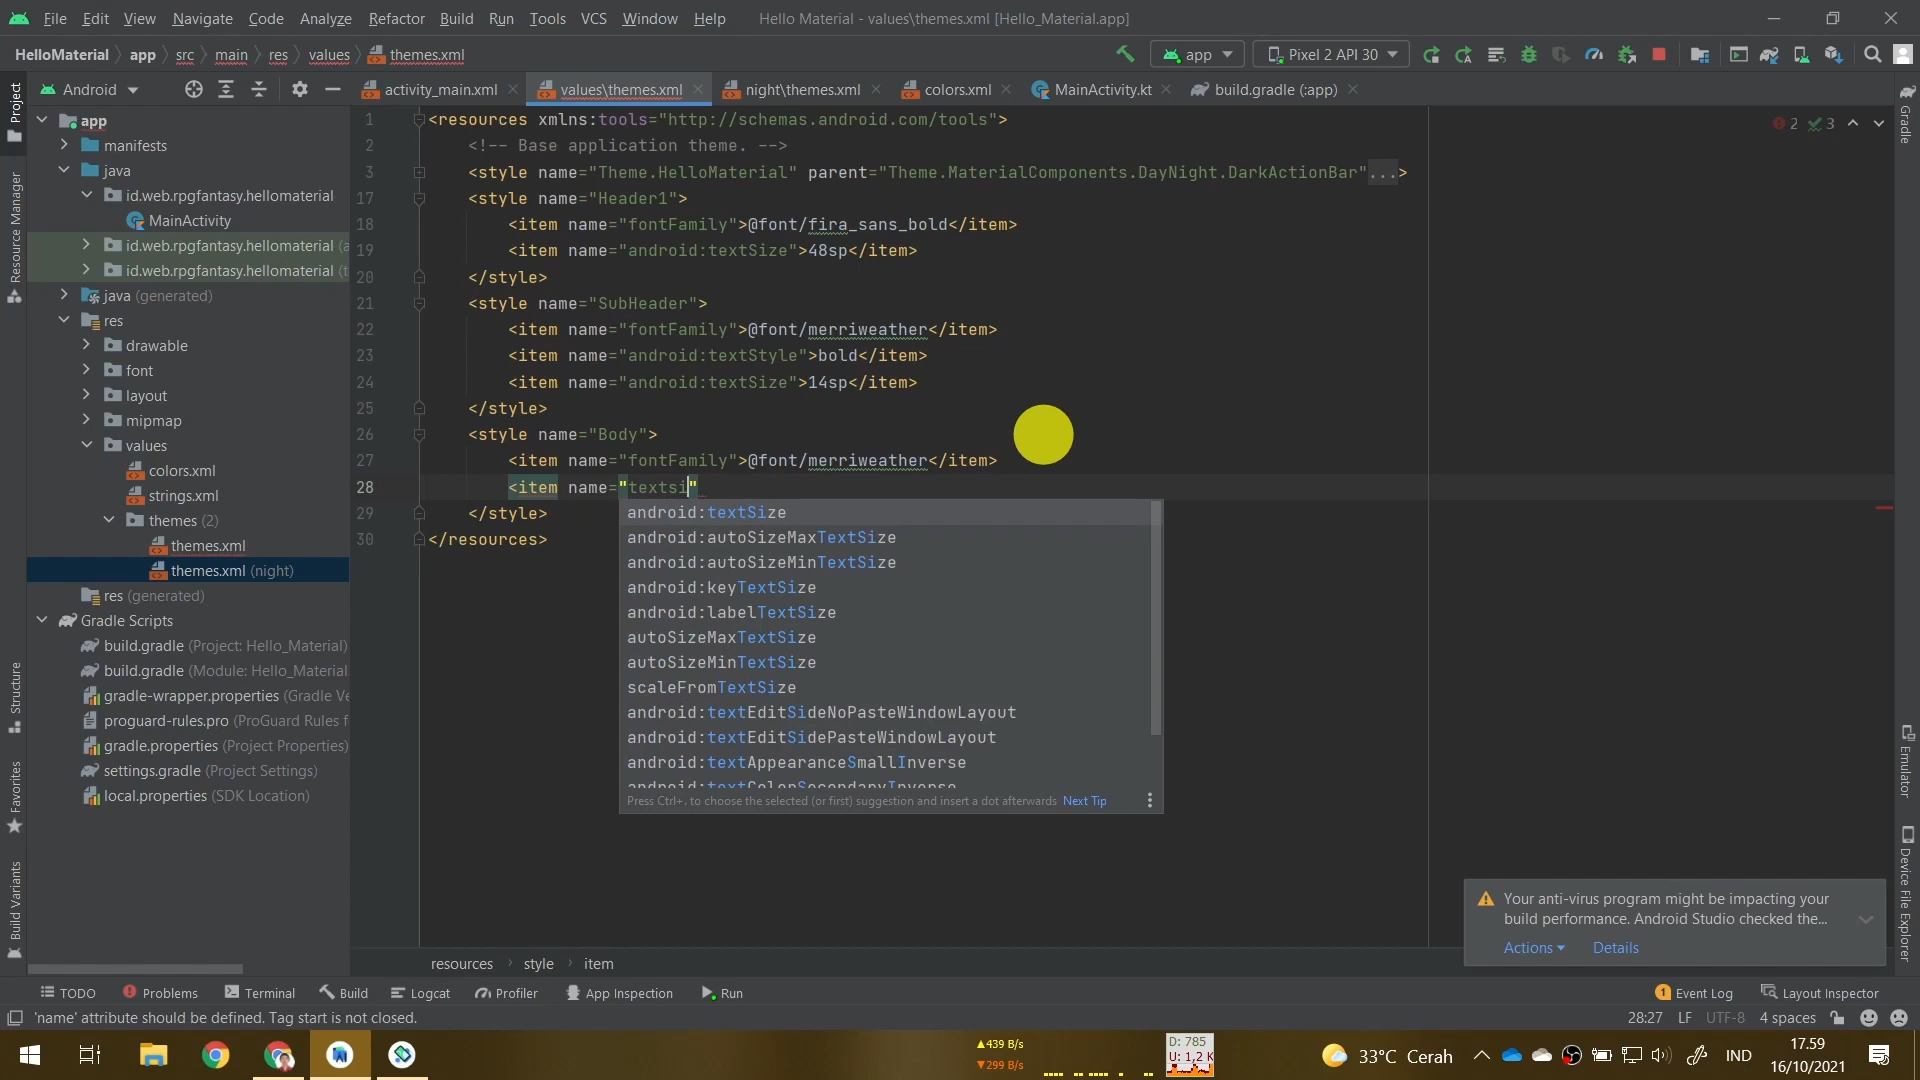 File Edit View Navigate Code Analyze Refactor Build Run Tools VCS Window Help Hello Material - values\themes.xml [Hello_Material.app]
HelloMaterial app src main res values themes.xml app Pixel 2 API 30
Android activity_main.xml values\themes.xml night\themes.xml colors.xml MainActivity.kt build.gradle (:app)
Project
Resource Manager
Structure
Favorites
Build Variants
app
manifests
java
id.web.rpgfantasy.hellomaterial
MainActivity
id.web.rpgfantasy.hellomaterial (a
id.web.rpgfantasy.hellomaterial (t
java (generated)
res
drawable
font
layout
mipmap
values
colors.xml
strings.xml
themes (2)
themes.xml
themes.xml (night)
res (generated)
Gradle Scripts
build.gradle (Project: Hello_Material)
build.gradle (Module: Hello_Material
gradle-wrapper.properties (Gradle Ve
proguard-rules.pro (ProGuard Rules f
gradle.properties (Project Properties)
settings.gradle (Project Settings)
local.properties (SDK Location)
1 <resources xmlns:tools="http://schemas.android.com/tools">
2 <!-- Base application theme. -->
3 <style name="Theme.HelloMaterial" parent="Theme.MaterialComponents.DayNight.DarkActionBar"...>
17 <style name="Header1">
18 <item name="fontFamily">@font/fira_sans_bold</item>
19 <item name="android:textSize">48sp</item>
20 </style>
21 <style name="SubHeader">
22 <item name="fontFamily">@font/merriweather</item>
23 <item name="android:textStyle">bold</item>
24 <item name="android:textSize">14sp</item>
25 </style>
26 <style name="Body">
27 <item name="fontFamily">@font/merriweather</item>
28 <item name="textsi"
29 </style>
30 </resources>
2 3
android:textSize
android:autoSizeMaxTextSize
android:autoSizeMinTextSize
android:keyTextSize
android:labelTextSize
autoSizeMaxTextSize
autoSizeMinTextSize
scaleFromTextSize
android:textEditSideNoPasteWindowLayout
android:textEditSidePasteWindowLayout
android:textAppearanceSmallInverse
android:textColorSecondaryInverse
Press Ctrl+. to choose the selected (or first) suggestion and insert a dot afterwards Next Tip
Gradle
Emulator
Device File Explorer
Your anti-virus program might be impacting your
build performance. Android Studio checked the...
Actions Details
resources style item
TODO Problems Terminal Build Logcat Profiler App Inspection Run 1 Event Log Layout Inspector
'name' attribute should be defined. Tag start is not closed. 28:27 LF UTF-8 4 spaces
439 B/s
299 B/s
D: 785
U: 1,2 K
33°C Cerah
IND
17.59
16/10/2021